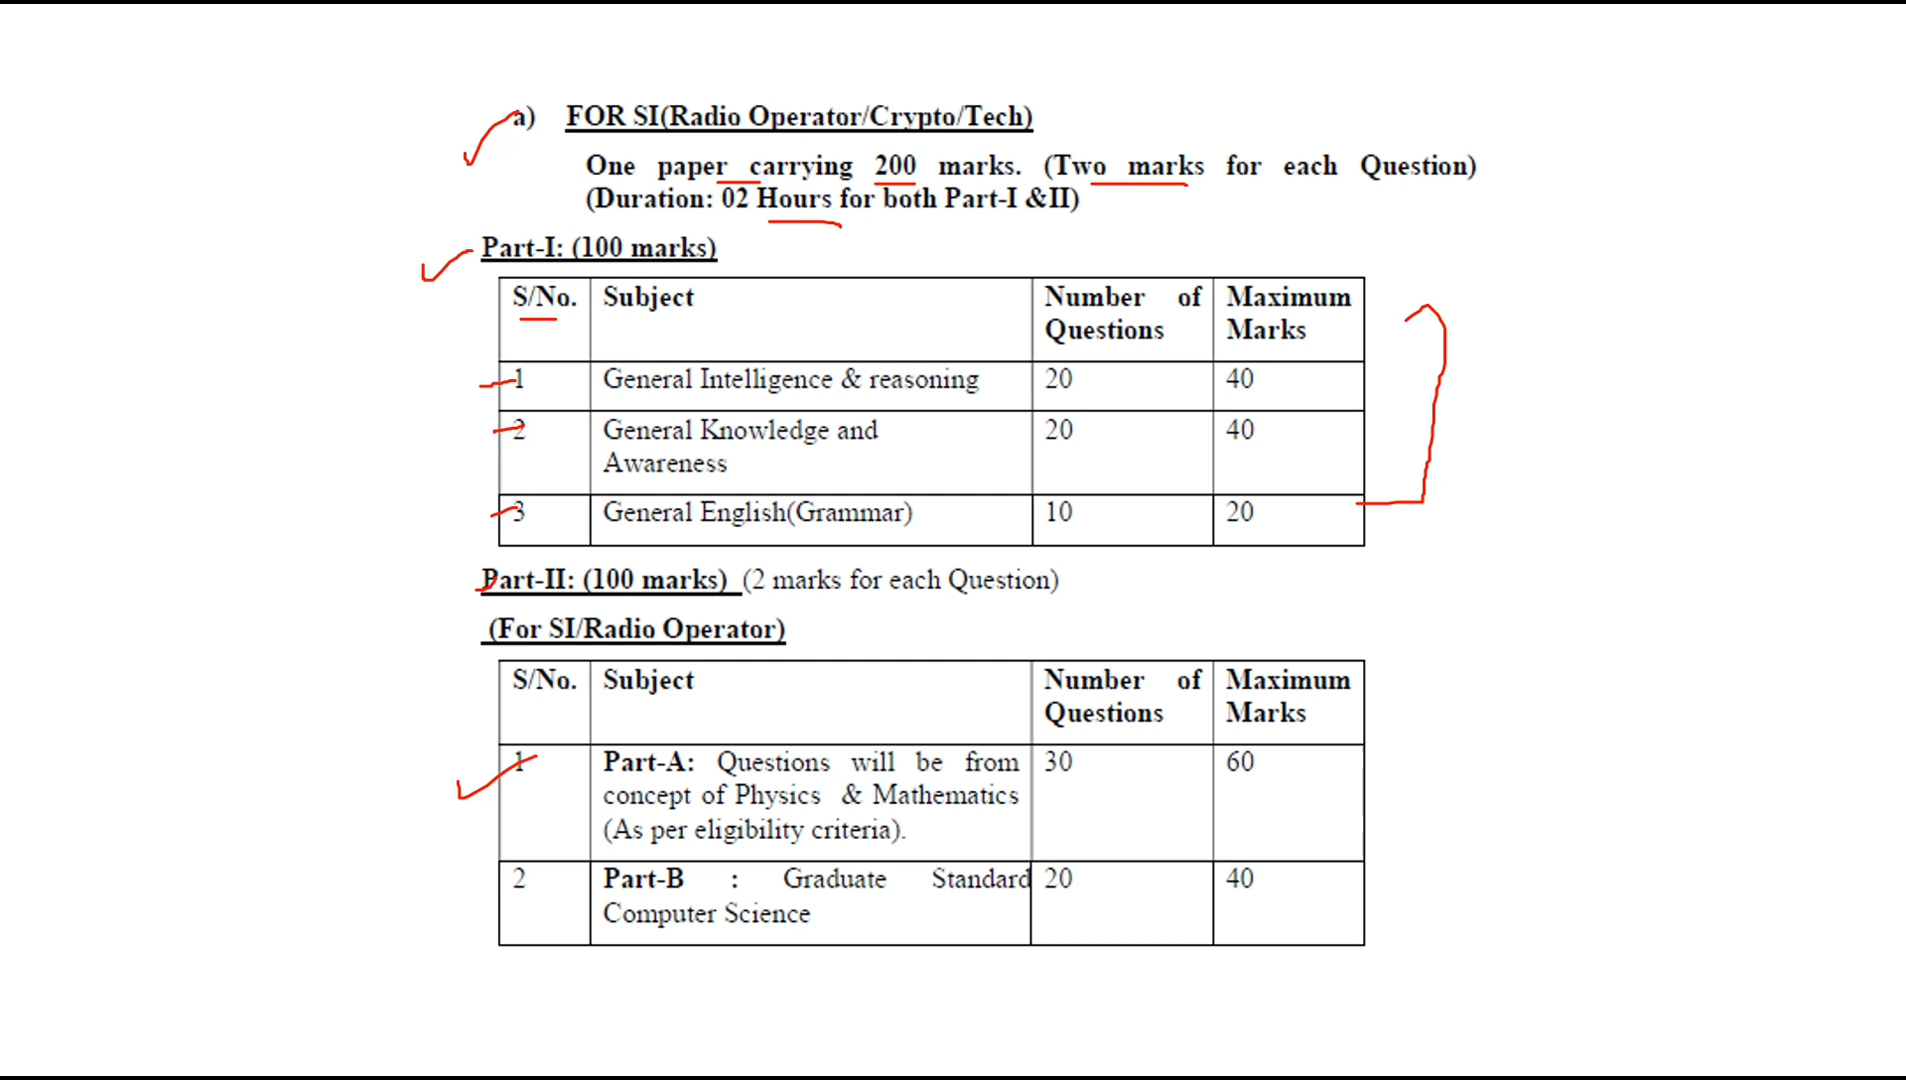 a) FOR SI(Radio Operator/Crypto/Tech)
One paper carrying 200 marks. (Two marks for each Question)
(Duration: 02 Hours for both Part-I &II)
Part-I: (100 marks)
S/No. Subject Number of Questions Maximum Marks
1 General Intelligence & reasoning 20 40
2 General Knowledge and 20 40
Awareness
3 General English(Grammar) 10 20
Part-II: (100 marks) (2 marks for each Question)
(For SI/Radio Operator)
S/No. Subject Number of Questions Maximum Marks
1 Part-A: Questions will be from 30 60
concept of Physics & Mathematics
(As per eligibility criteria).
2 Part-B : Graduate Standard 20 40
Computer Science